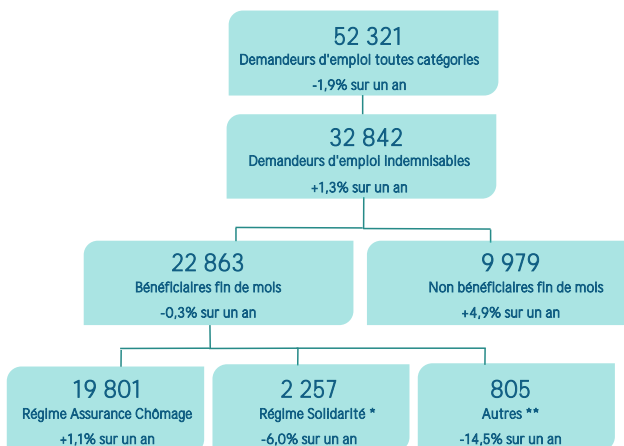 52 321
Demandeurs d'emploi toutes catégories
-1,9% sur un an
32 842
Demandeurs d'emploi indemnisables
+1,3% sur un an
22 863
Bénéficiaires fin de mois
-0,3% sur un an
9 979
Non bénéficiaires fin de mois
+4,9% sur un an
19 801
Régime Assurance Chômage
+1,1% sur un an
2 257
Régime Solidarité *
-6,0% sur un an
805
Autres **
-14,5% sur un an